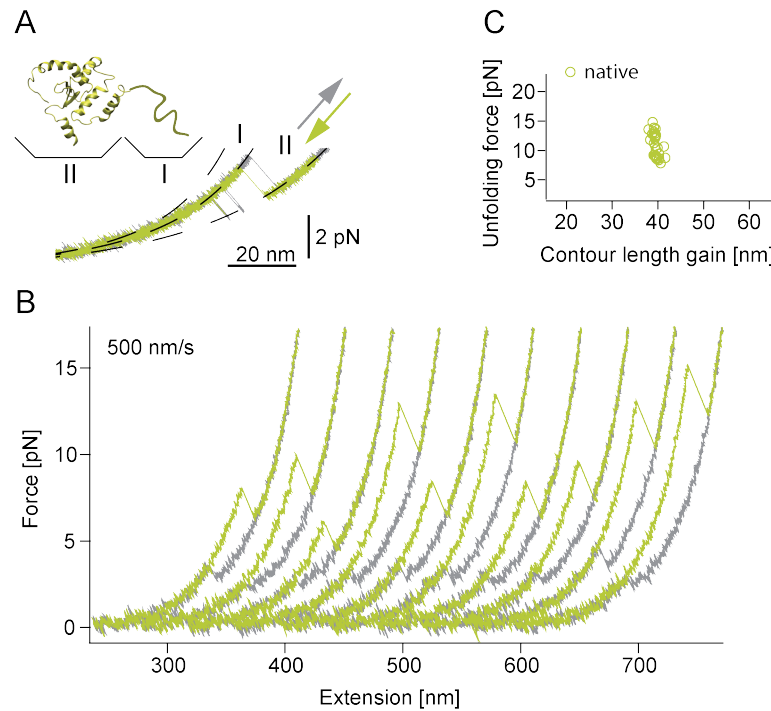 A
II
I
I
II
20 nm
2 pN
C
Unfolding force [pN]
native
20
15
10
5
20
30
40
50
60
Contour length gain [nm]
B
500 nm/s
Force [pN]
15
10
5
0
300
400
500
600
700
Extension [nm]